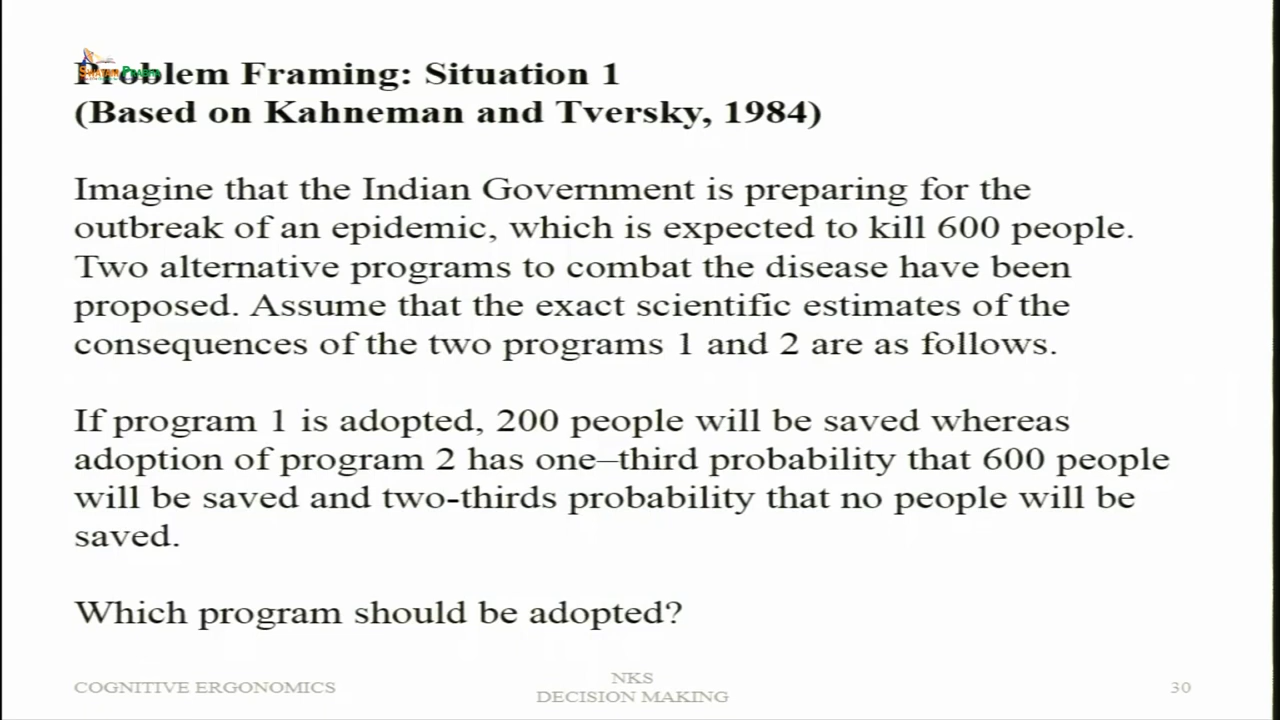 Problem Framing: Situation 1
(Based on Kahneman and Tversky, 1984)
Imagine that the Indian Government is preparing for the
outbreak of an epidemic, which is expected to kill 600 people.
Two alternative programs to combat the disease have been
proposed. Assume that the exact scientific estimates of the
consequences of the two programs 1 and 2 are as follows.
If program 1 is adopted, 200 people will be saved whereas
adoption of program 2 has one–third probability that 600 people
will be saved and two-thirds probability that no people will be
saved.
Which program should be adopted?
COGNITIVE ERGONOMICS
NKS
DECISION MAKING
30